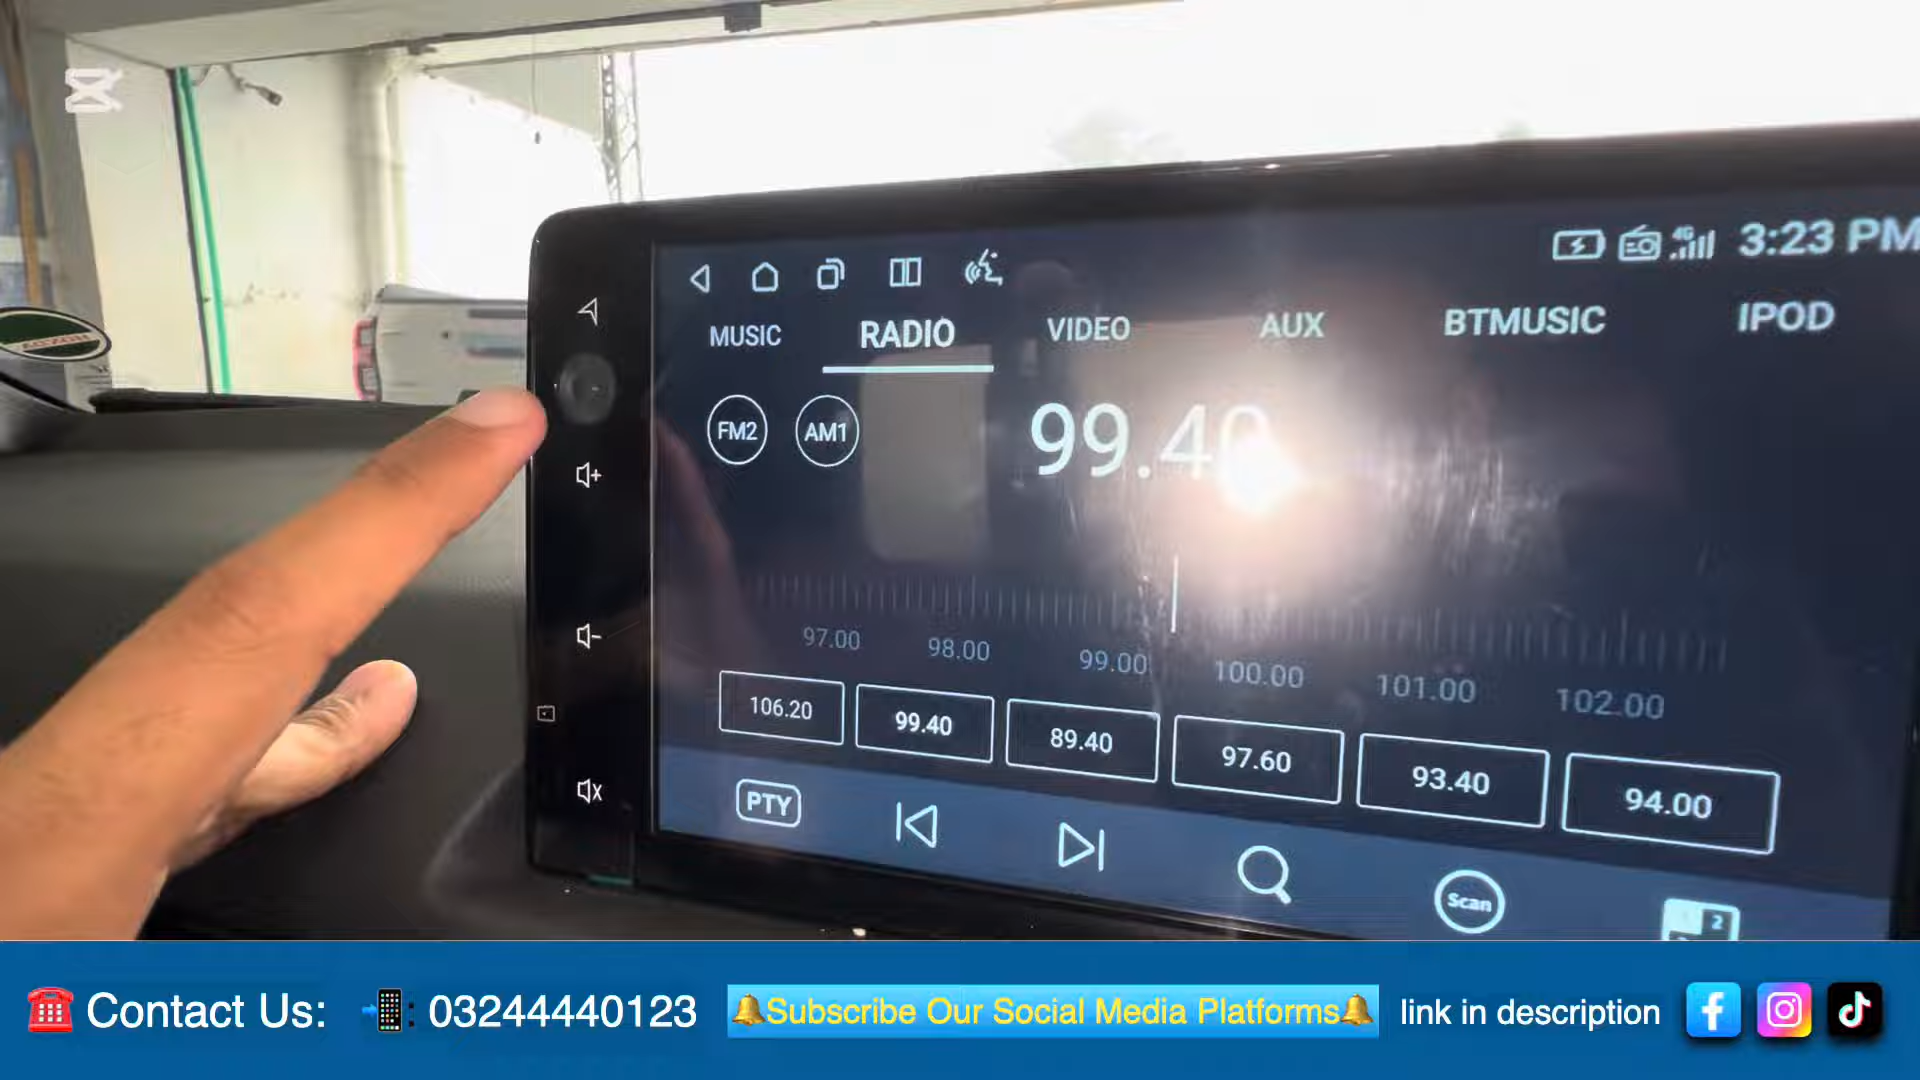 4G 3:23 PM
MUSIC RADIO VIDEO AUX BTMUSIC IPOD
FM2 AM1 99.40
97.00 98.00 99.00 100.00 101.00 102.00
106.20 99.40 89.40 97.60 93.40 94.00
PTY Scan 2
Contact Us: : 03244440123 Subscribe Our Social Media Platforms link in description